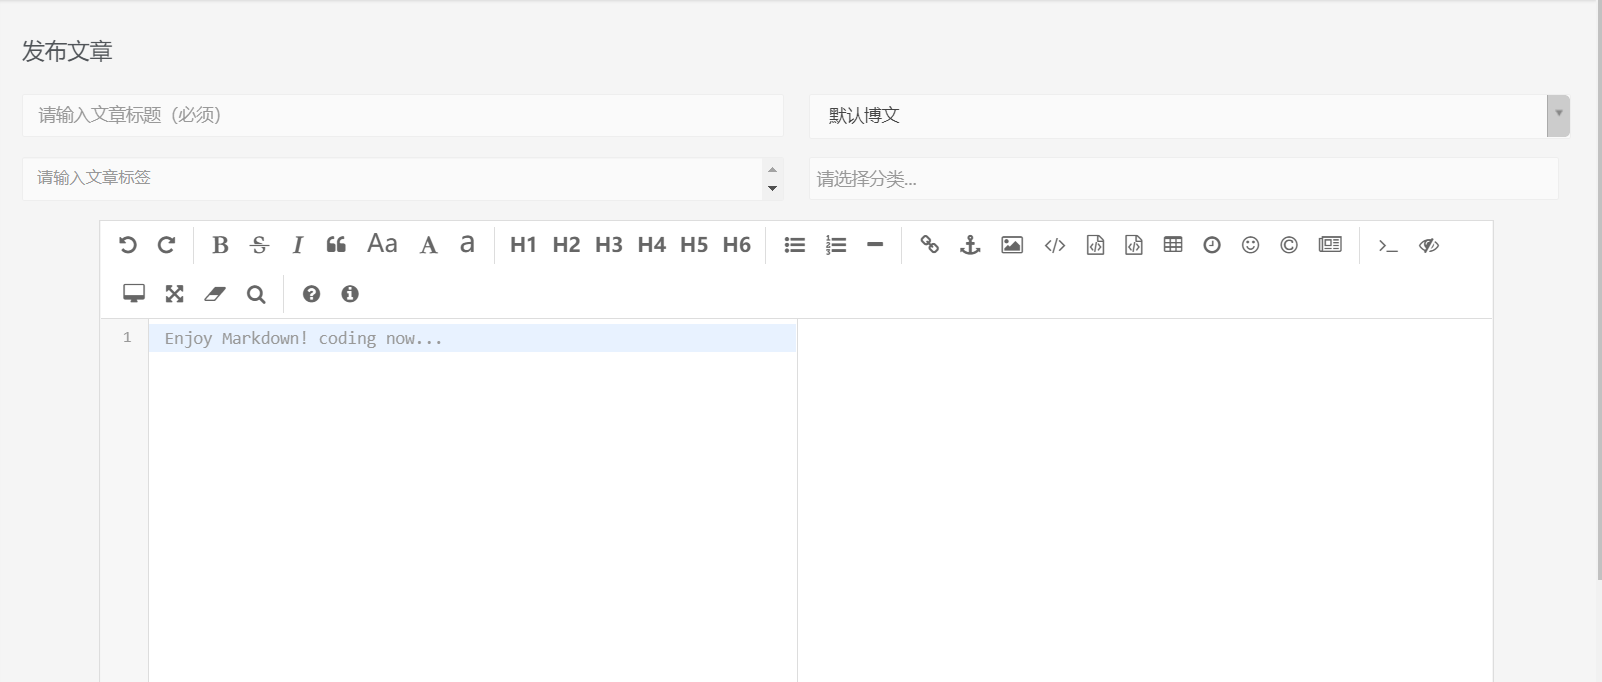 发布文章
请输入文章标题（必须）
默认博文
请输入文章标签
请选择分类...
B S I Aa A a H1 H2 H3 H4 H5 H6
1 Enjoy Markdown! coding now...